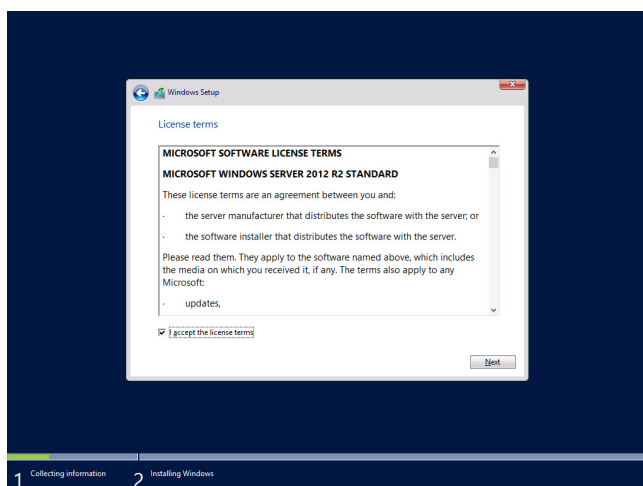 Windows Setup
License terms
MICROSOFT SOFTWARE LICENSE TERMS
MICROSOFT WINDOWS SERVER 2012 R2 STANDARD
These license terms are an agreement between you and:
· the server manufacturer that distributes the software with the server; or
· the software installer that distributes the software with the server.
Please read them. They apply to the software named above, which includes
the media on which you received it, if any. The terms also apply to any
Microsoft:
· updates,
I accept the license terms
Next
1 Collecting information 2 Installing Windows